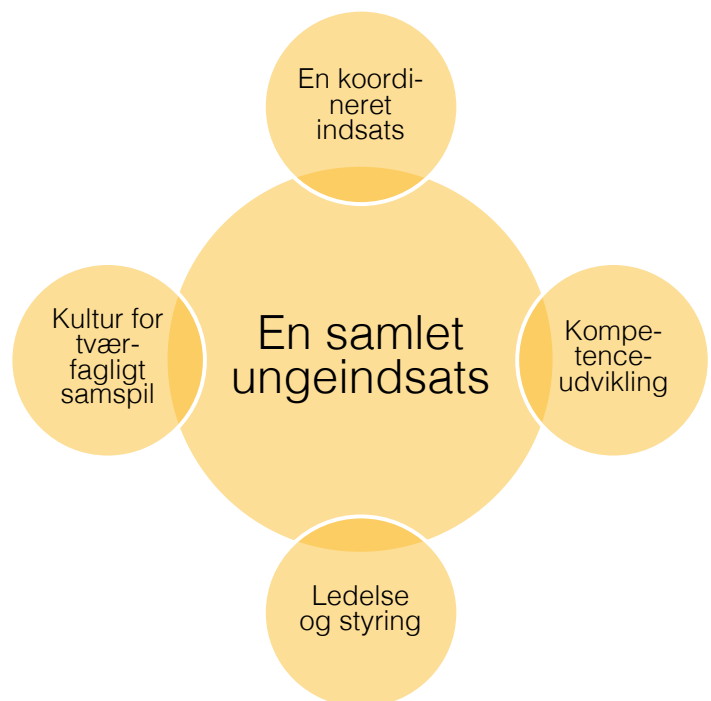 En koordi-
neret
indsats
Kultur for
tvær-
fagligt
samspil
En samlet
ungeindsats
Kompe-
tence-
udvikling
Ledelse
og styring